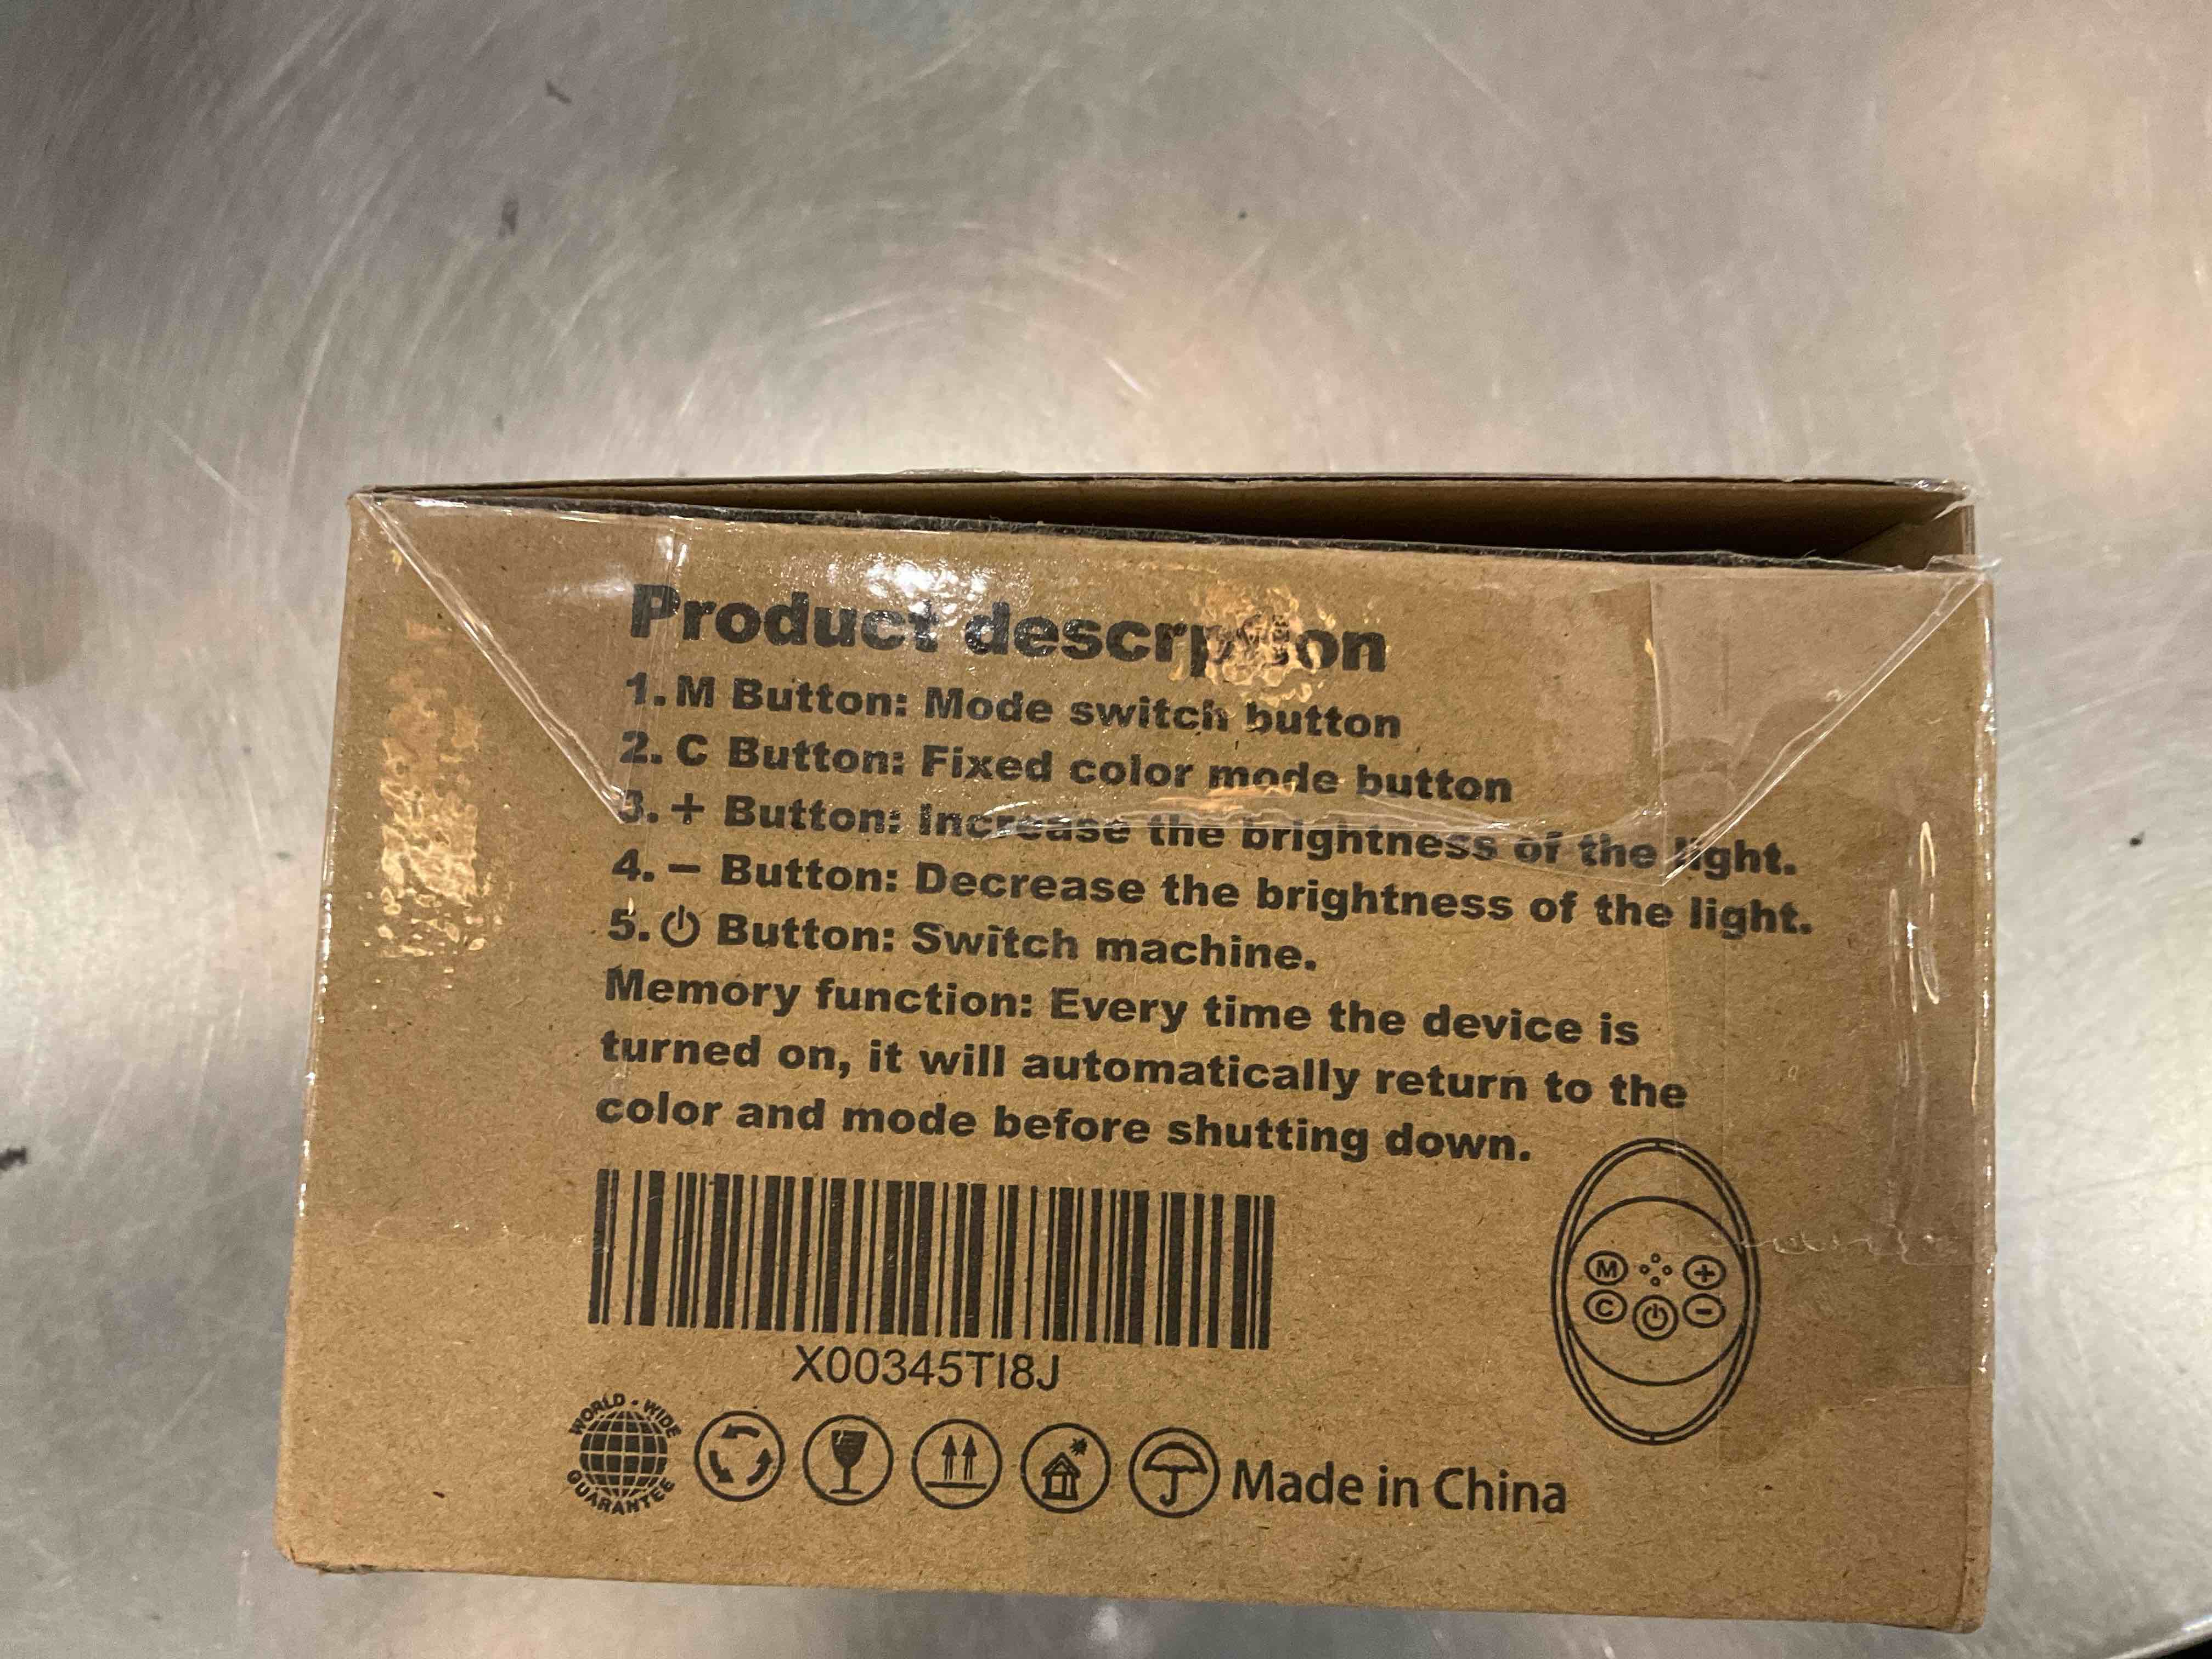 Product descrption
1. M Button: Mode switch button
2. C Button: Fixed color mode button
3. + Button: Increase the brightness of the light.
4. − Button: Decrease the brightness of the light.
5. ⏻ Button: Switch machine.
Memory function: Every time the device is
turned on, it will automatically return to the
color and mode before shutting down.
M +
C −
X00345TI8J
WORLD-WIDE
GUARANTEE
Made in China